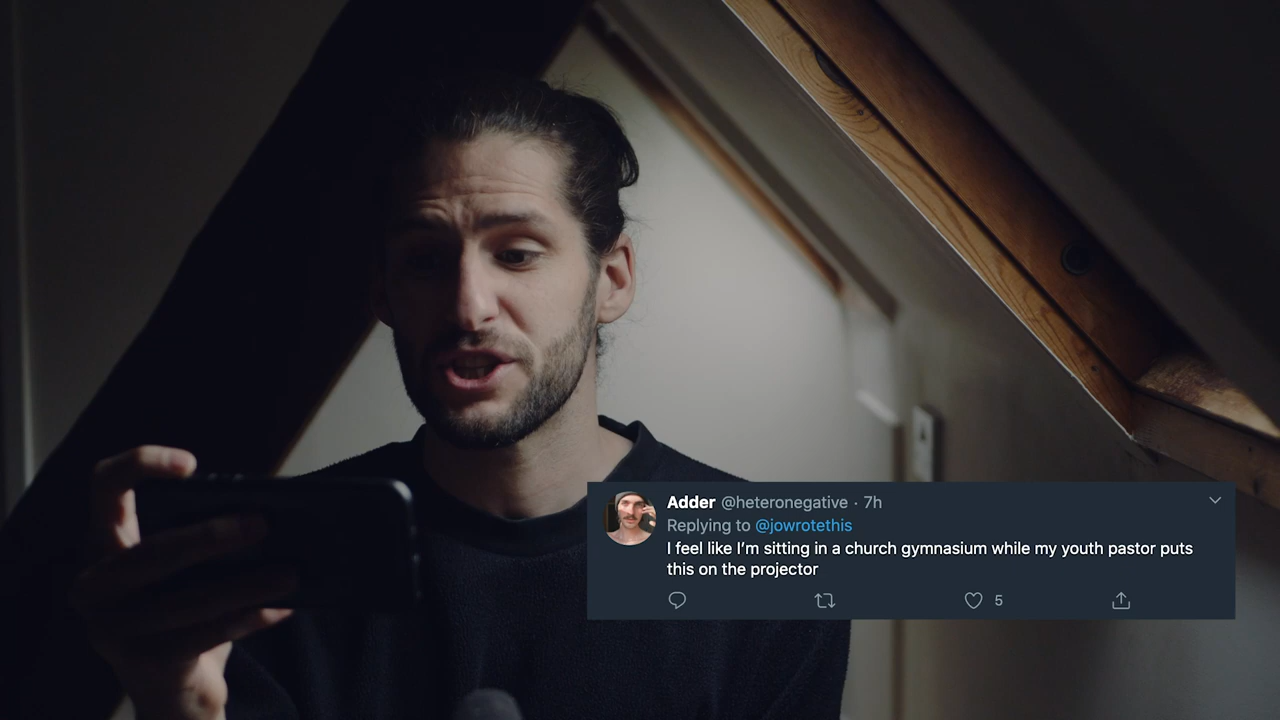 Adder @heteronegative · 7h
Replying to @jowrotethis
I feel like I’m sitting in a church gymnasium while my youth pastor puts
this on the projector
5